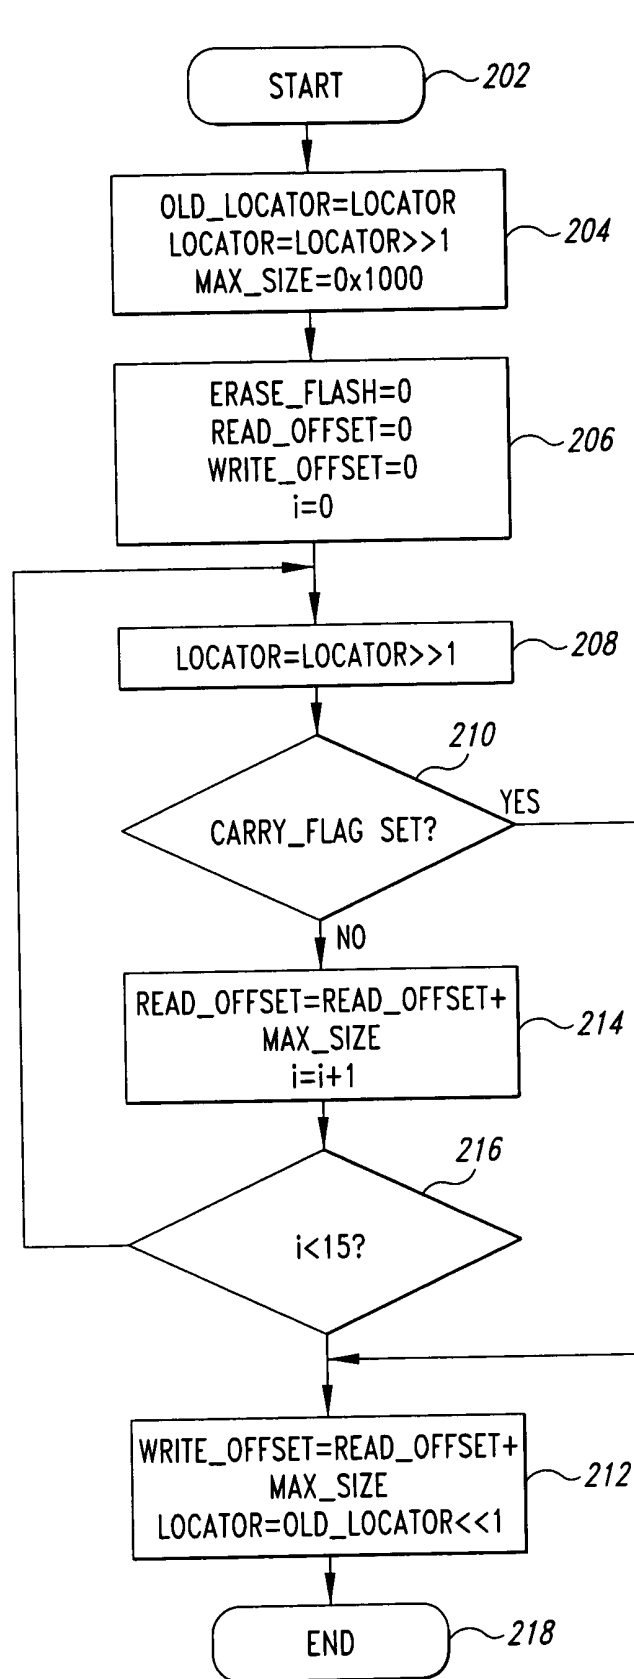 START
202
OLD_LOCATOR=LOCATOR
LOCATOR=LOCATOR>>1
MAX_SIZE=0x1000
204
ERASE_FLASH=0
READ_OFFSET=0
WRITE_OFFSET=0
i=0
206
LOCATOR=LOCATOR>>1
208
210
CARRY_FLAG SET?
YES
NO
READ_OFFSET=READ_OFFSET+
MAX_SIZE
i=i+1
214
216
i<15?
WRITE_OFFSET=READ_OFFSET+
MAX_SIZE
LOCATOR=OLD_LOCATOR<<1
212
END
218